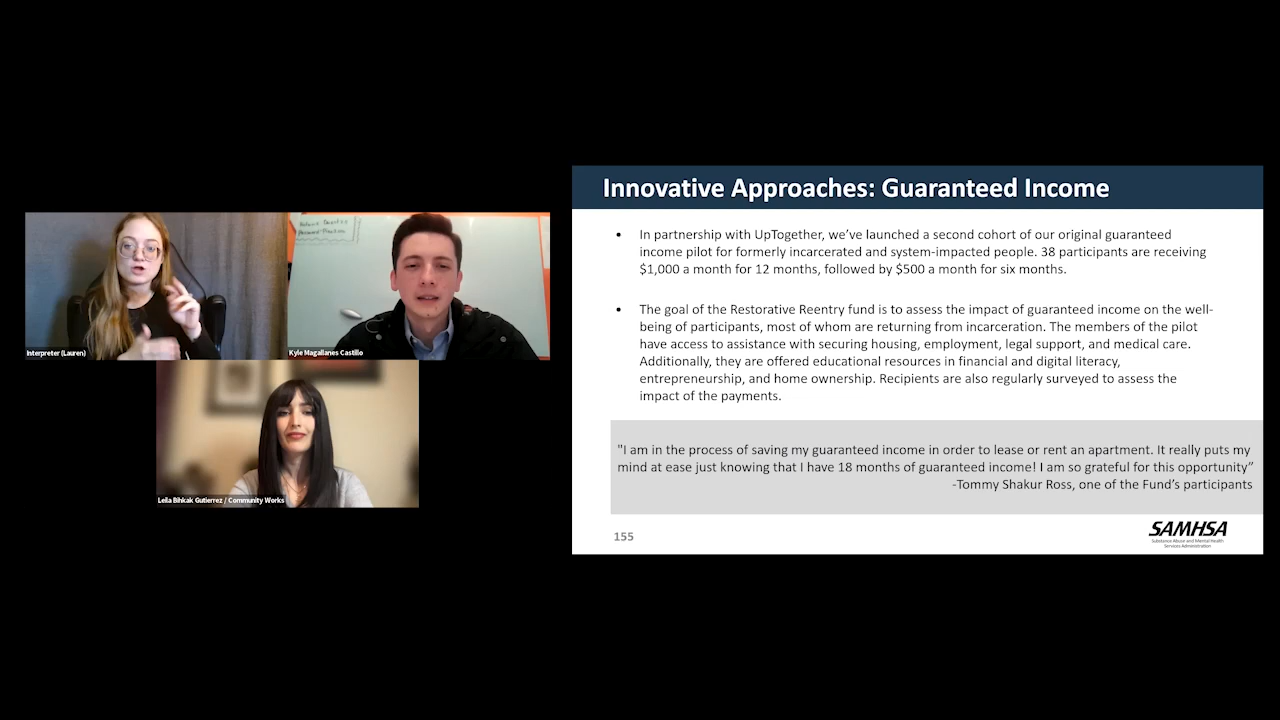 Innovative Approaches: Guaranteed Income
• In partnership with UpTogether, we've launched a second cohort of our original guaranteed
income pilot for formerly incarcerated and system-impacted people. 38 participants are receiving
$1,000 a month for 12 months, followed by $500 a month for six months.
• The goal of the Restorative Reentry fund is to assess the impact of guaranteed income on the well-
being of participants, most of whom are returning from incarceration. The members of the pilot
have access to assistance with securing housing, employment, legal support, and medical care.
Additionally, they are offered educational resources in financial and digital literacy,
entrepreneurship, and home ownership. Recipients are also regularly surveyed to assess the
impact of the payments.
"I am in the process of saving my guaranteed income in order to lease or rent an apartment. It really puts my
mind at ease just knowing that I have 18 months of guaranteed income! I am so grateful for this opportunity”
-Tommy Shakur Ross, one of the Fund's participants
155
SAMHSA
Substance Abuse and Mental Health
Services Administration
Interpreter (Lauren)
Kyle Magallanes Castillo
Leila Bihkak Gutierrez / Community Works